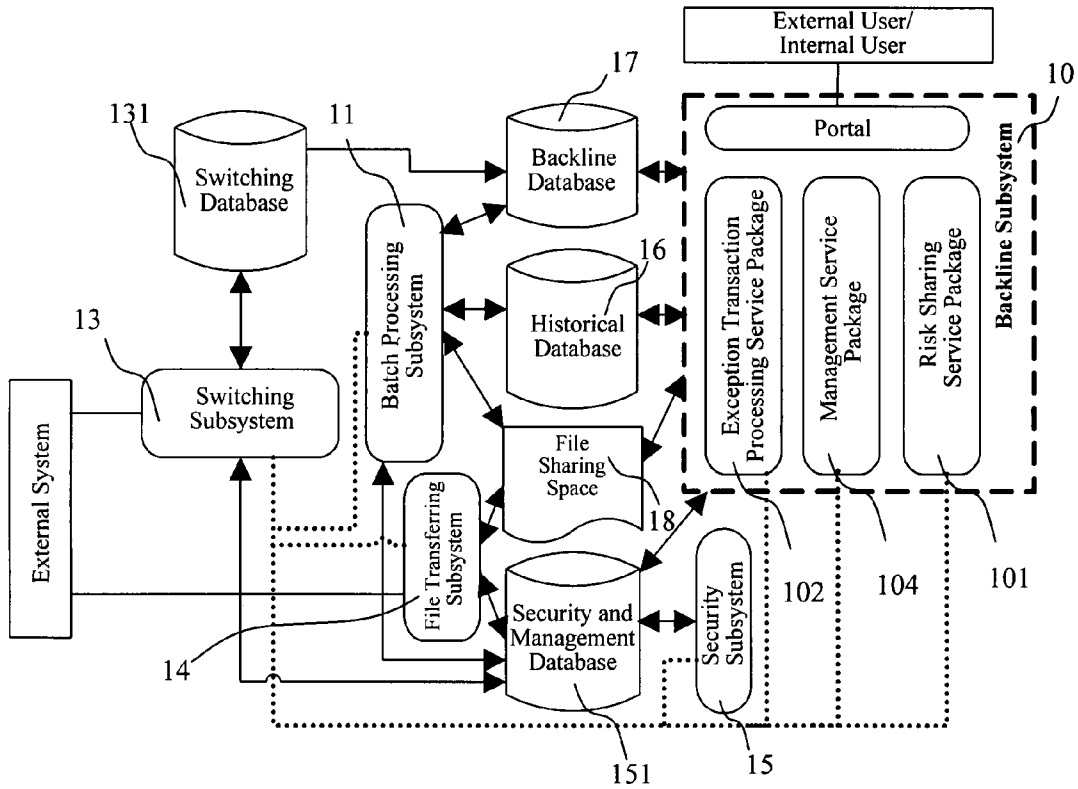 External User/
Internal User
10
17
131
11
Portal
Backline
Database
Switching
Database
Backline Subsystem
Exception Transaction
Processing Service Package
Management Service
Package
Risk Sharing
Service Package
Batch Processing
Subsystem
16
Historical
Database
13
Switching
Subsystem
File
Sharing
Space
18
External System
File Transferring
Subsystem
102
104
101
Security and
Management
Database
Security
Subsystem
14
151
15